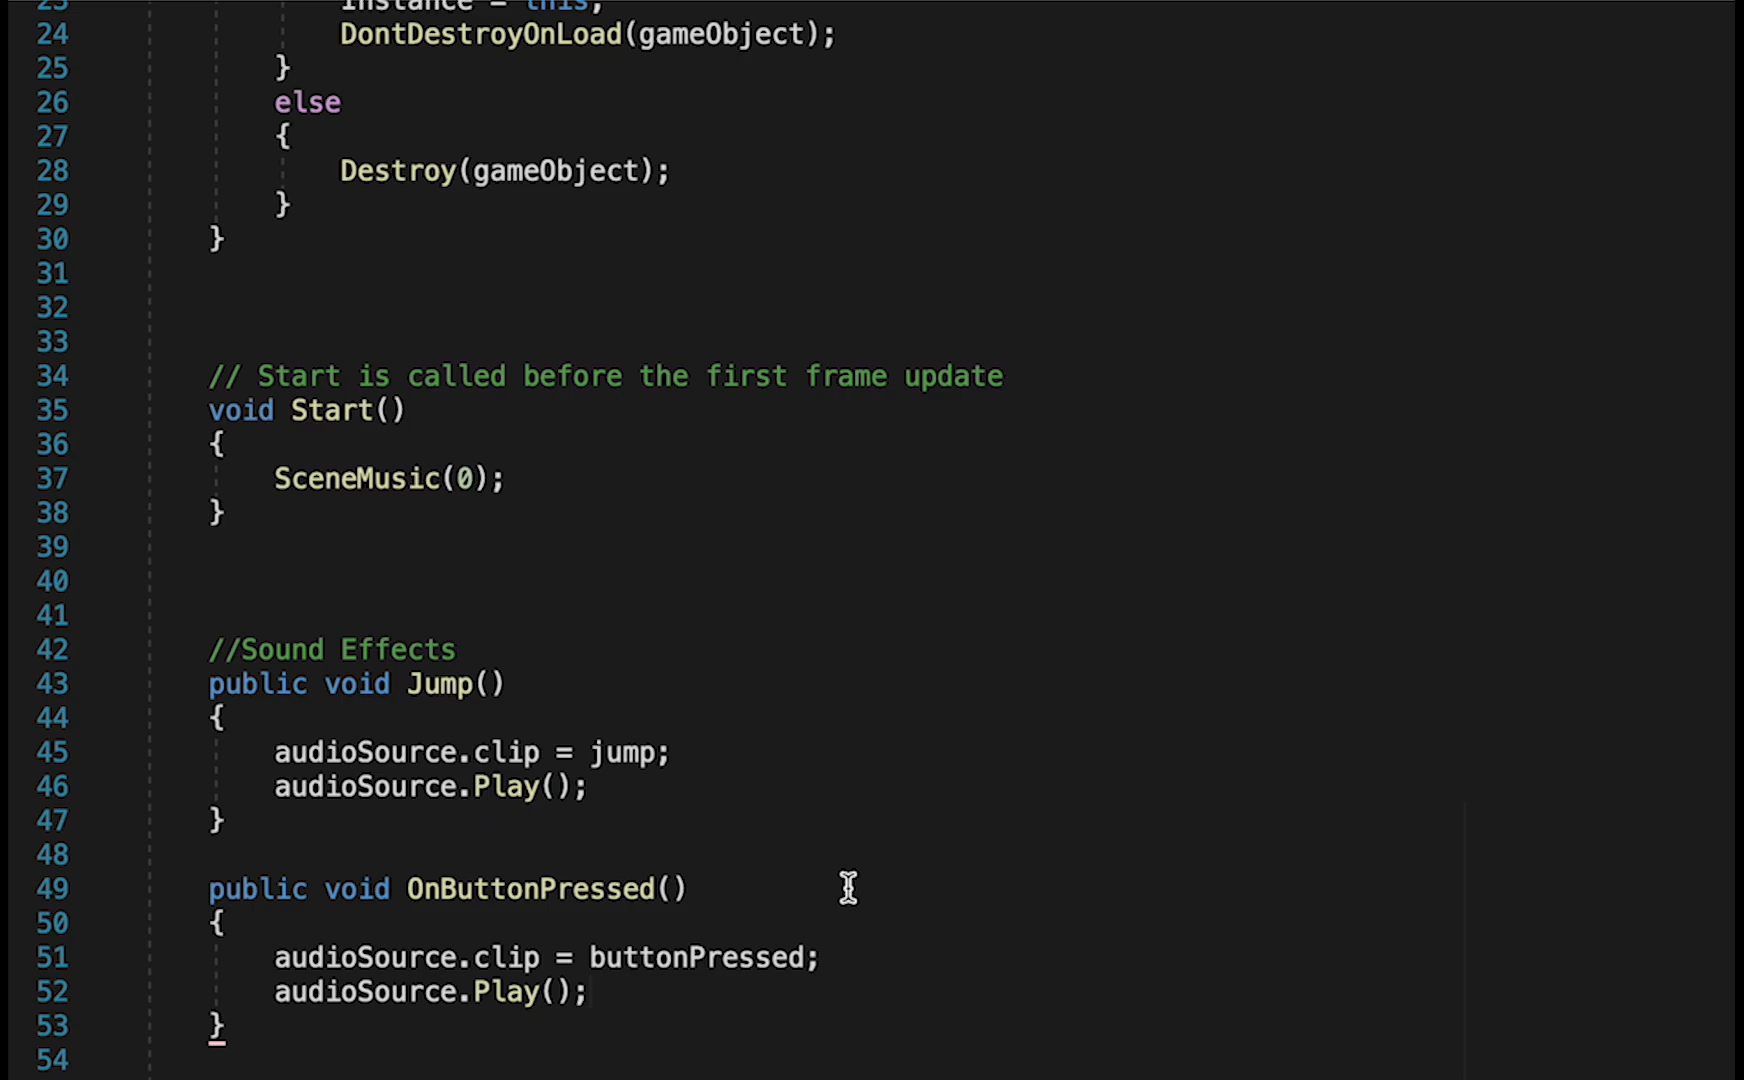 23 Instance = this;
24 DontDestroyOnLoad(gameObject);
25 }
26 else
27 {
28 Destroy(gameObject);
29 }
30 }
31
32
33
34 // Start is called before the first frame update
35 void Start()
36 {
37 SceneMusic(0);
38 }
39
40
41
42 //Sound Effects
43 public void Jump()
44 {
45 audioSource.clip = jump;
46 audioSource.Play();
47 }
48
49 public void OnButtonPressed()
50 {
51 audioSource.clip = buttonPressed;
52 audioSource.Play();
53 }
54